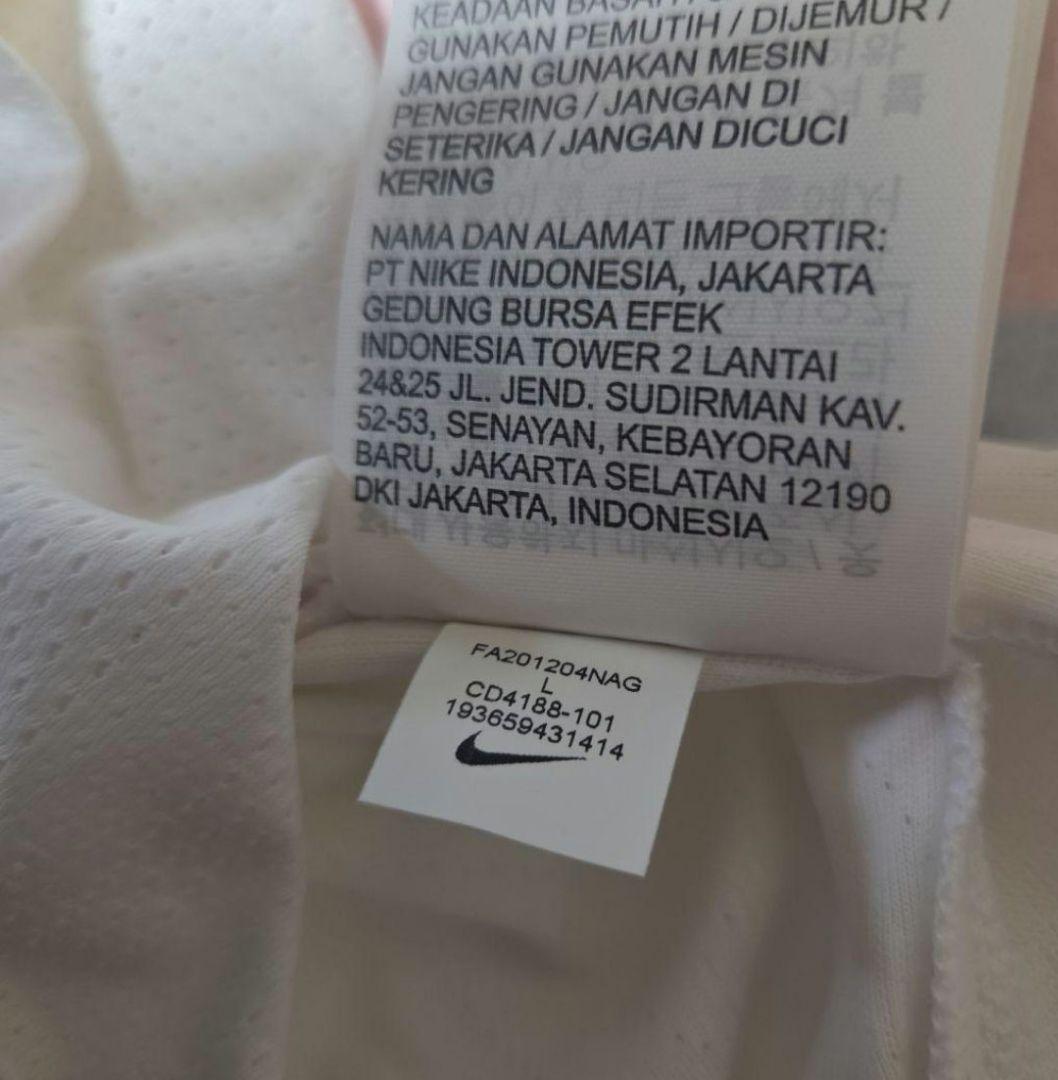 KEADAAN BASAH /
GUNAKAN PEMUTIH / DIJEMUR /
JANGAN GUNAKAN MESIN
PENGERING / JANGAN DI
SETERIKA / JANGAN DICUCI
KERING
NAMA DAN ALAMAT IMPORTIR:
PT NIKE INDONESIA, JAKARTA
GEDUNG BURSA EFEK
INDONESIA TOWER 2 LANTAI
24&25 JL. JEND. SUDIRMAN KAV.
52-53, SENAYAN, KEBAYORAN
BARU, JAKARTA SELATAN 12190
DKI JAKARTA, INDONESIA
FA201204NAG
L
CD4188-101
193659431414